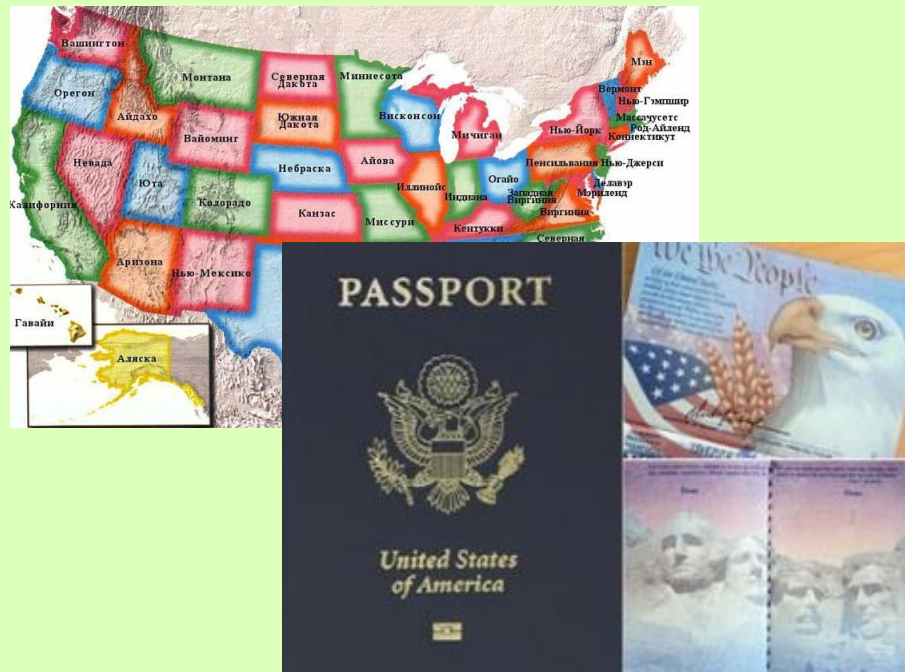 Вашингтон
Монтана
Северная
Дакота
Миннесота
Мэн
Орегон
Айдахо
Южная
Дакота
Висконсон
Мичиган
Вермонт
Нью-Гэмпшир
Массачусетс
Род-Айленд
Коннектикут
Вайоминг
Нью-Йорк
Невада
Юта
Небраска
Айова
Пенсильвания
Нью-Джерси
Калифорния
Колорадо
Канзас
Иллинойс
Индиана
Огайо
Западная
Виргиния
Делавэр
Мэриленд
Миссури
Кентукки
Виргиния
Северная
Аризона
Нью-Мексико
Гавайи
Аляска
PASSPORT
United States
of America
We the People